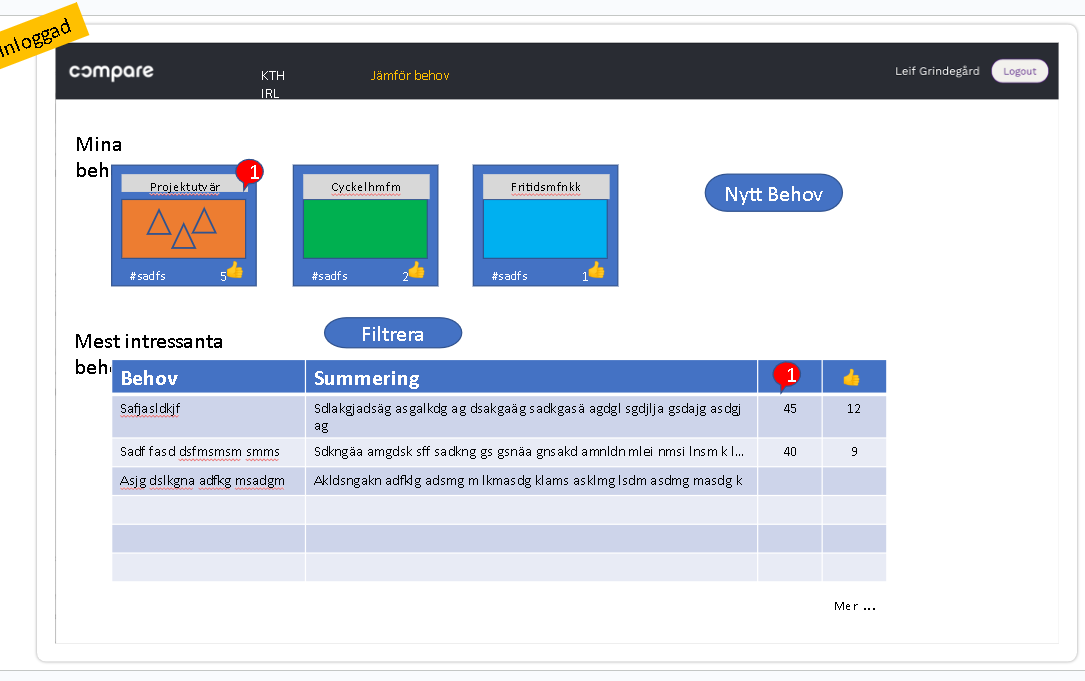 Inloggad
compare
KTH
IRL
Jämför behov
Leif Grindegård
Logout
Mina
beh
Projektutvär
1
Cyckelhmfm
Fritidsmfnkk
Nytt Behov
#sadfs
5
#sadfs
2
#sadfs
1
Filtrera
Mest intressanta
beh
Behov
Summering
1
Safjasldkjf
Sdlakgjadsäg asgalkdg ag dsakgaäg sadkgasä agdgl sgdjlja gsdajg asdgj
ag
45
12
Sadf fasd dsfmsmsm smms
Sdkngäa amgdsk sff sadkng gs gsnäa gnsakd amnldn mlei nmsi lnsm k l...
40
9
Asjg dslkgna adfkg msadgm
Akldsngakn adfklg adsmg m lkmasdg klams asklmg lsdm asdmg masdg k
Mer ...